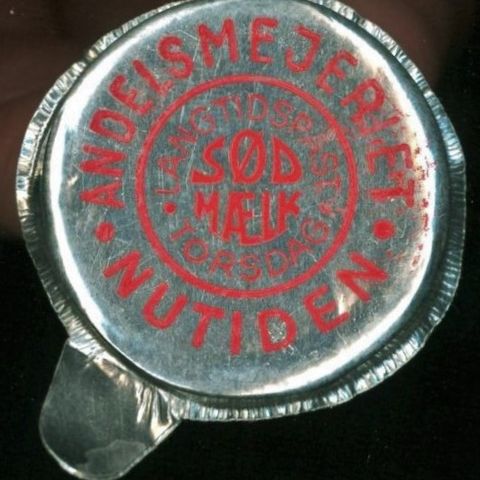 ANDELSMEJERIET
• NUTIDEN •
• LANGTIDSPAST. •
SØD
MÆLK
TORSDAG